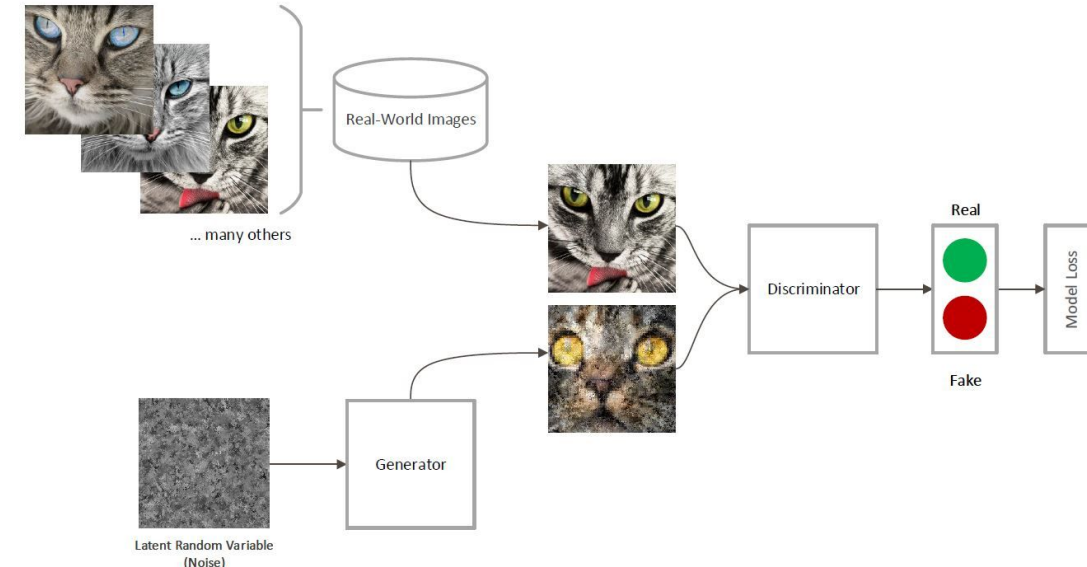 Real-World Images
... many others
Real
Discriminator
Model Loss
Fake
Generator
Latent Random Variable
(Noise)